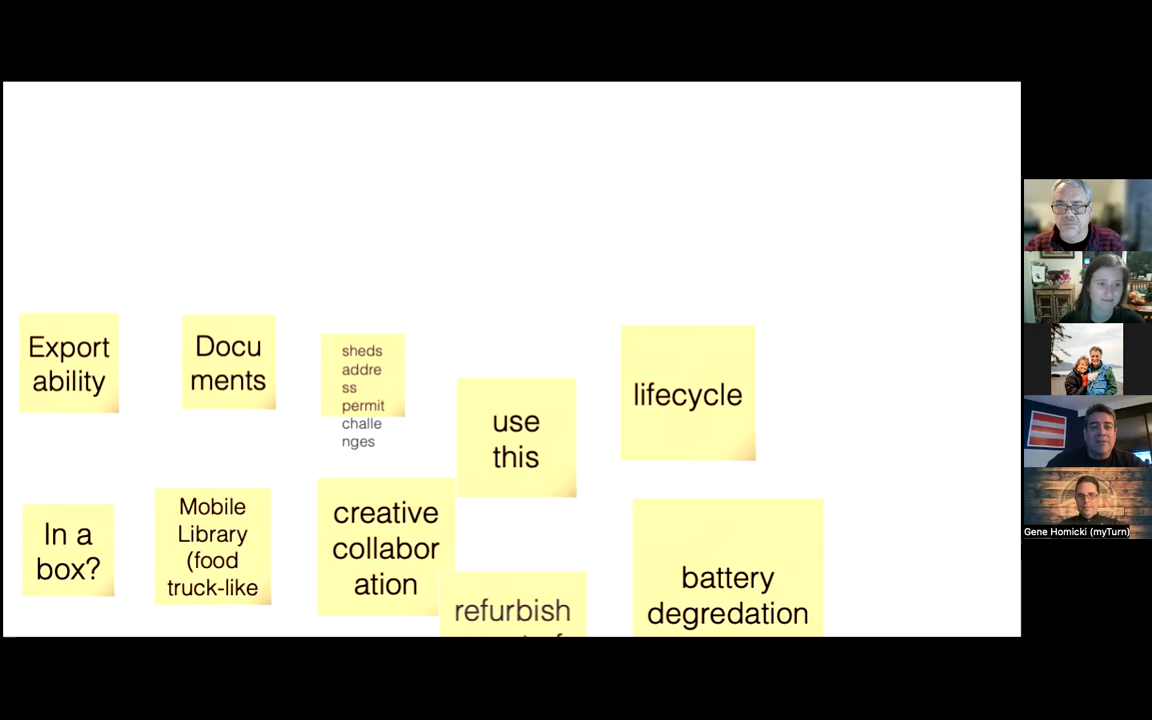 Export
ability
Docu
ments
sheds
addre
ss
permit
challe
nges
use
this
lifecycle
In a
box?
Mobile
Library
(food
truck-like
creative
collabor
ation
refurbish
battery
degredation
Gene Homicki (myTurn)